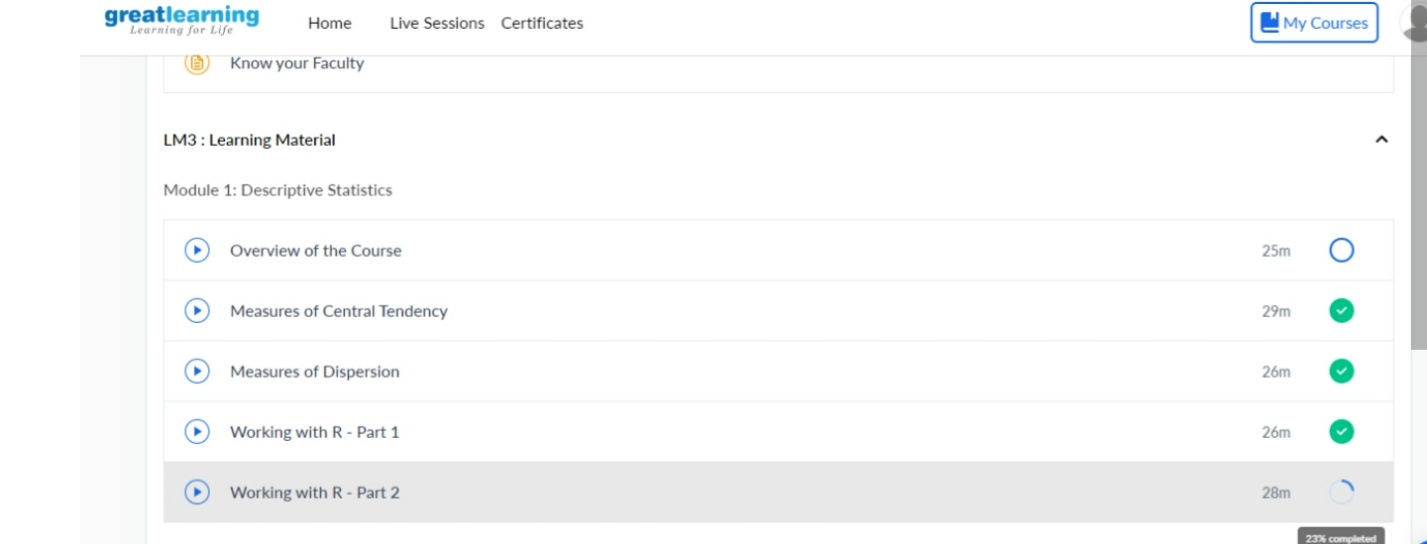 greatlearning
Learning for Life
Home Live Sessions Certificates My Courses
Know your Faculty
LM3 : Learning Material
Module 1: Descriptive Statistics
Overview of the Course 25m
Measures of Central Tendency 29m
Measures of Dispersion 26m
Working with R - Part 1 26m
Working with R - Part 2 28m
23% completed